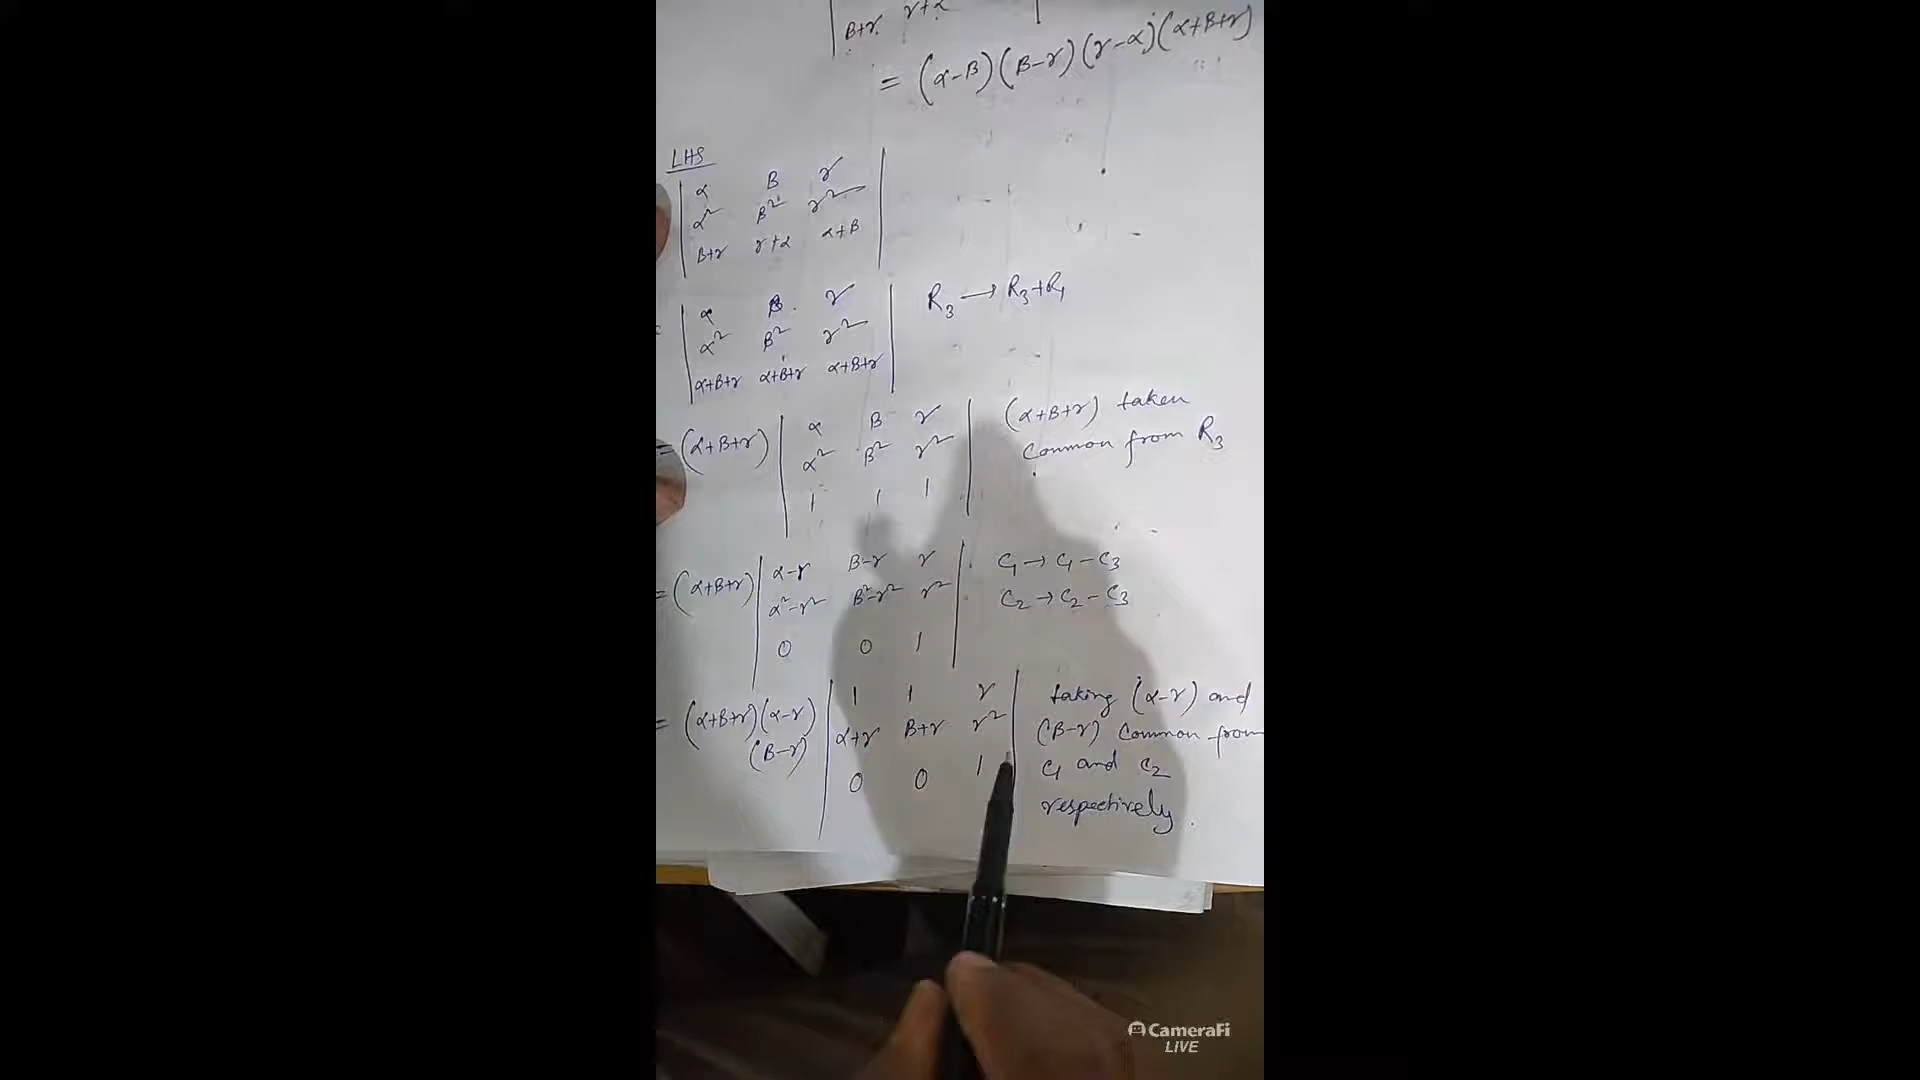 β+γ γ+α
= (α-β)(β-γ)(γ-α)(α+β+γ)
LHS
| α β γ |
| α² β² γ² |
| β+γ γ+α α+β |
| α β γ | R₃ → R₃+R₁
| α² β² γ² |
| α+β+γ α+β+γ α+β+γ |
= (α+β+γ) | α β γ | (α+β+γ) taken
| α² β² γ² | common from R₃
| 1 1 1 |
= (α+β+γ) | α-γ β-γ γ | C₁ → C₁-C₃
| α²-γ² β²-γ² γ² | C₂ → C₂-C₃
| 0 0 1 |
= (α+β+γ)(α-γ) | 1 1 γ | taking (α-γ) and
(β-γ) | α+γ β+γ γ² | (β-γ) common from
| 0 0 1 | C₁ and C₂
respectively.
CameraFi
LIVE